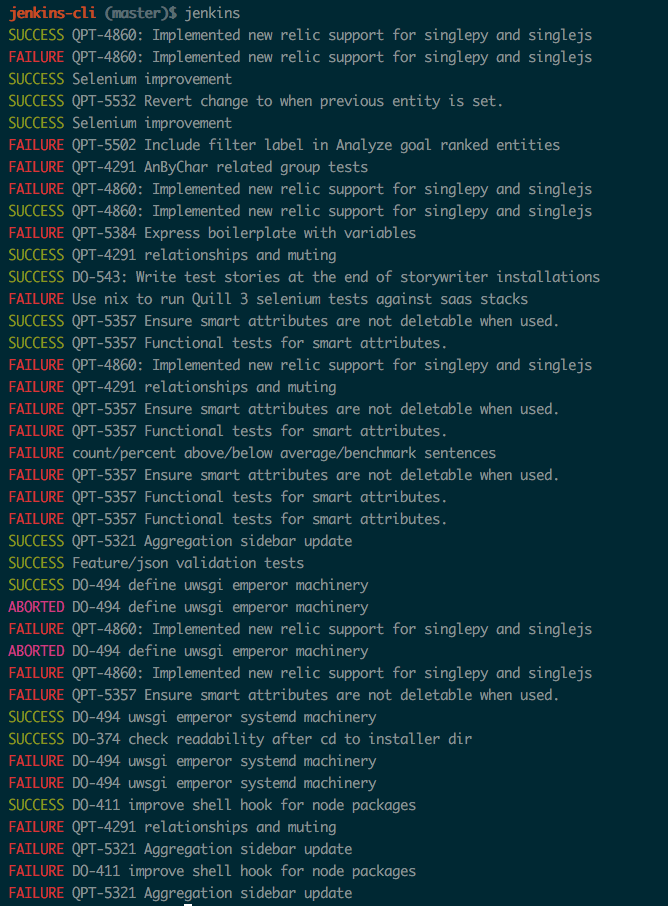 jenkins-cli (master)$ jenkins
SUCCESS QPT-4860: Implemented new relic support for singlepy and singlejs
FAILURE QPT-4860: Implemented new relic support for singlepy and singlejs
SUCCESS Selenium improvement
SUCCESS QPT-5532 Revert change to when previous entity is set.
SUCCESS Selenium improvement
FAILURE QPT-5502 Include filter label in Analyze goal ranked entities
FAILURE QPT-4291 AnByChar related group tests
FAILURE QPT-4860: Implemented new relic support for singlepy and singlejs
SUCCESS QPT-4860: Implemented new relic support for singlepy and singlejs
FAILURE QPT-5384 Express boilerplate with variables
SUCCESS QPT-4291 relationships and muting
SUCCESS DO-543: Write test stories at the end of storywriter installations
FAILURE Use nix to run Quill 3 selenium tests against saas stacks
SUCCESS QPT-5357 Ensure smart attributes are not deletable when used.
SUCCESS QPT-5357 Functional tests for smart attributes.
FAILURE QPT-4860: Implemented new relic support for singlepy and singlejs
FAILURE QPT-4291 relationships and muting
FAILURE QPT-5357 Ensure smart attributes are not deletable when used.
FAILURE QPT-5357 Functional tests for smart attributes.
FAILURE count/percent above/below average/benchmark sentences
FAILURE QPT-5357 Ensure smart attributes are not deletable when used.
FAILURE QPT-5357 Functional tests for smart attributes.
FAILURE QPT-5357 Functional tests for smart attributes.
SUCCESS QPT-5321 Aggregation sidebar update
SUCCESS Feature/json validation tests
SUCCESS DO-494 define uwsgi emperor machinery
ABORTED DO-494 define uwsgi emperor machinery
FAILURE QPT-4860: Implemented new relic support for singlepy and singlejs
ABORTED DO-494 define uwsgi emperor machinery
FAILURE QPT-4860: Implemented new relic support for singlepy and singlejs
FAILURE QPT-5357 Ensure smart attributes are not deletable when used.
SUCCESS DO-494 uwsgi emperor systemd machinery
SUCCESS DO-374 check readability after cd to installer dir
FAILURE DO-494 uwsgi emperor systemd machinery
FAILURE DO-494 uwsgi emperor systemd machinery
SUCCESS DO-411 improve shell hook for node packages
FAILURE QPT-4291 relationships and muting
FAILURE QPT-5321 Aggregation sidebar update
FAILURE DO-411 improve shell hook for node packages
FAILURE QPT-5321 Aggregation sidebar update